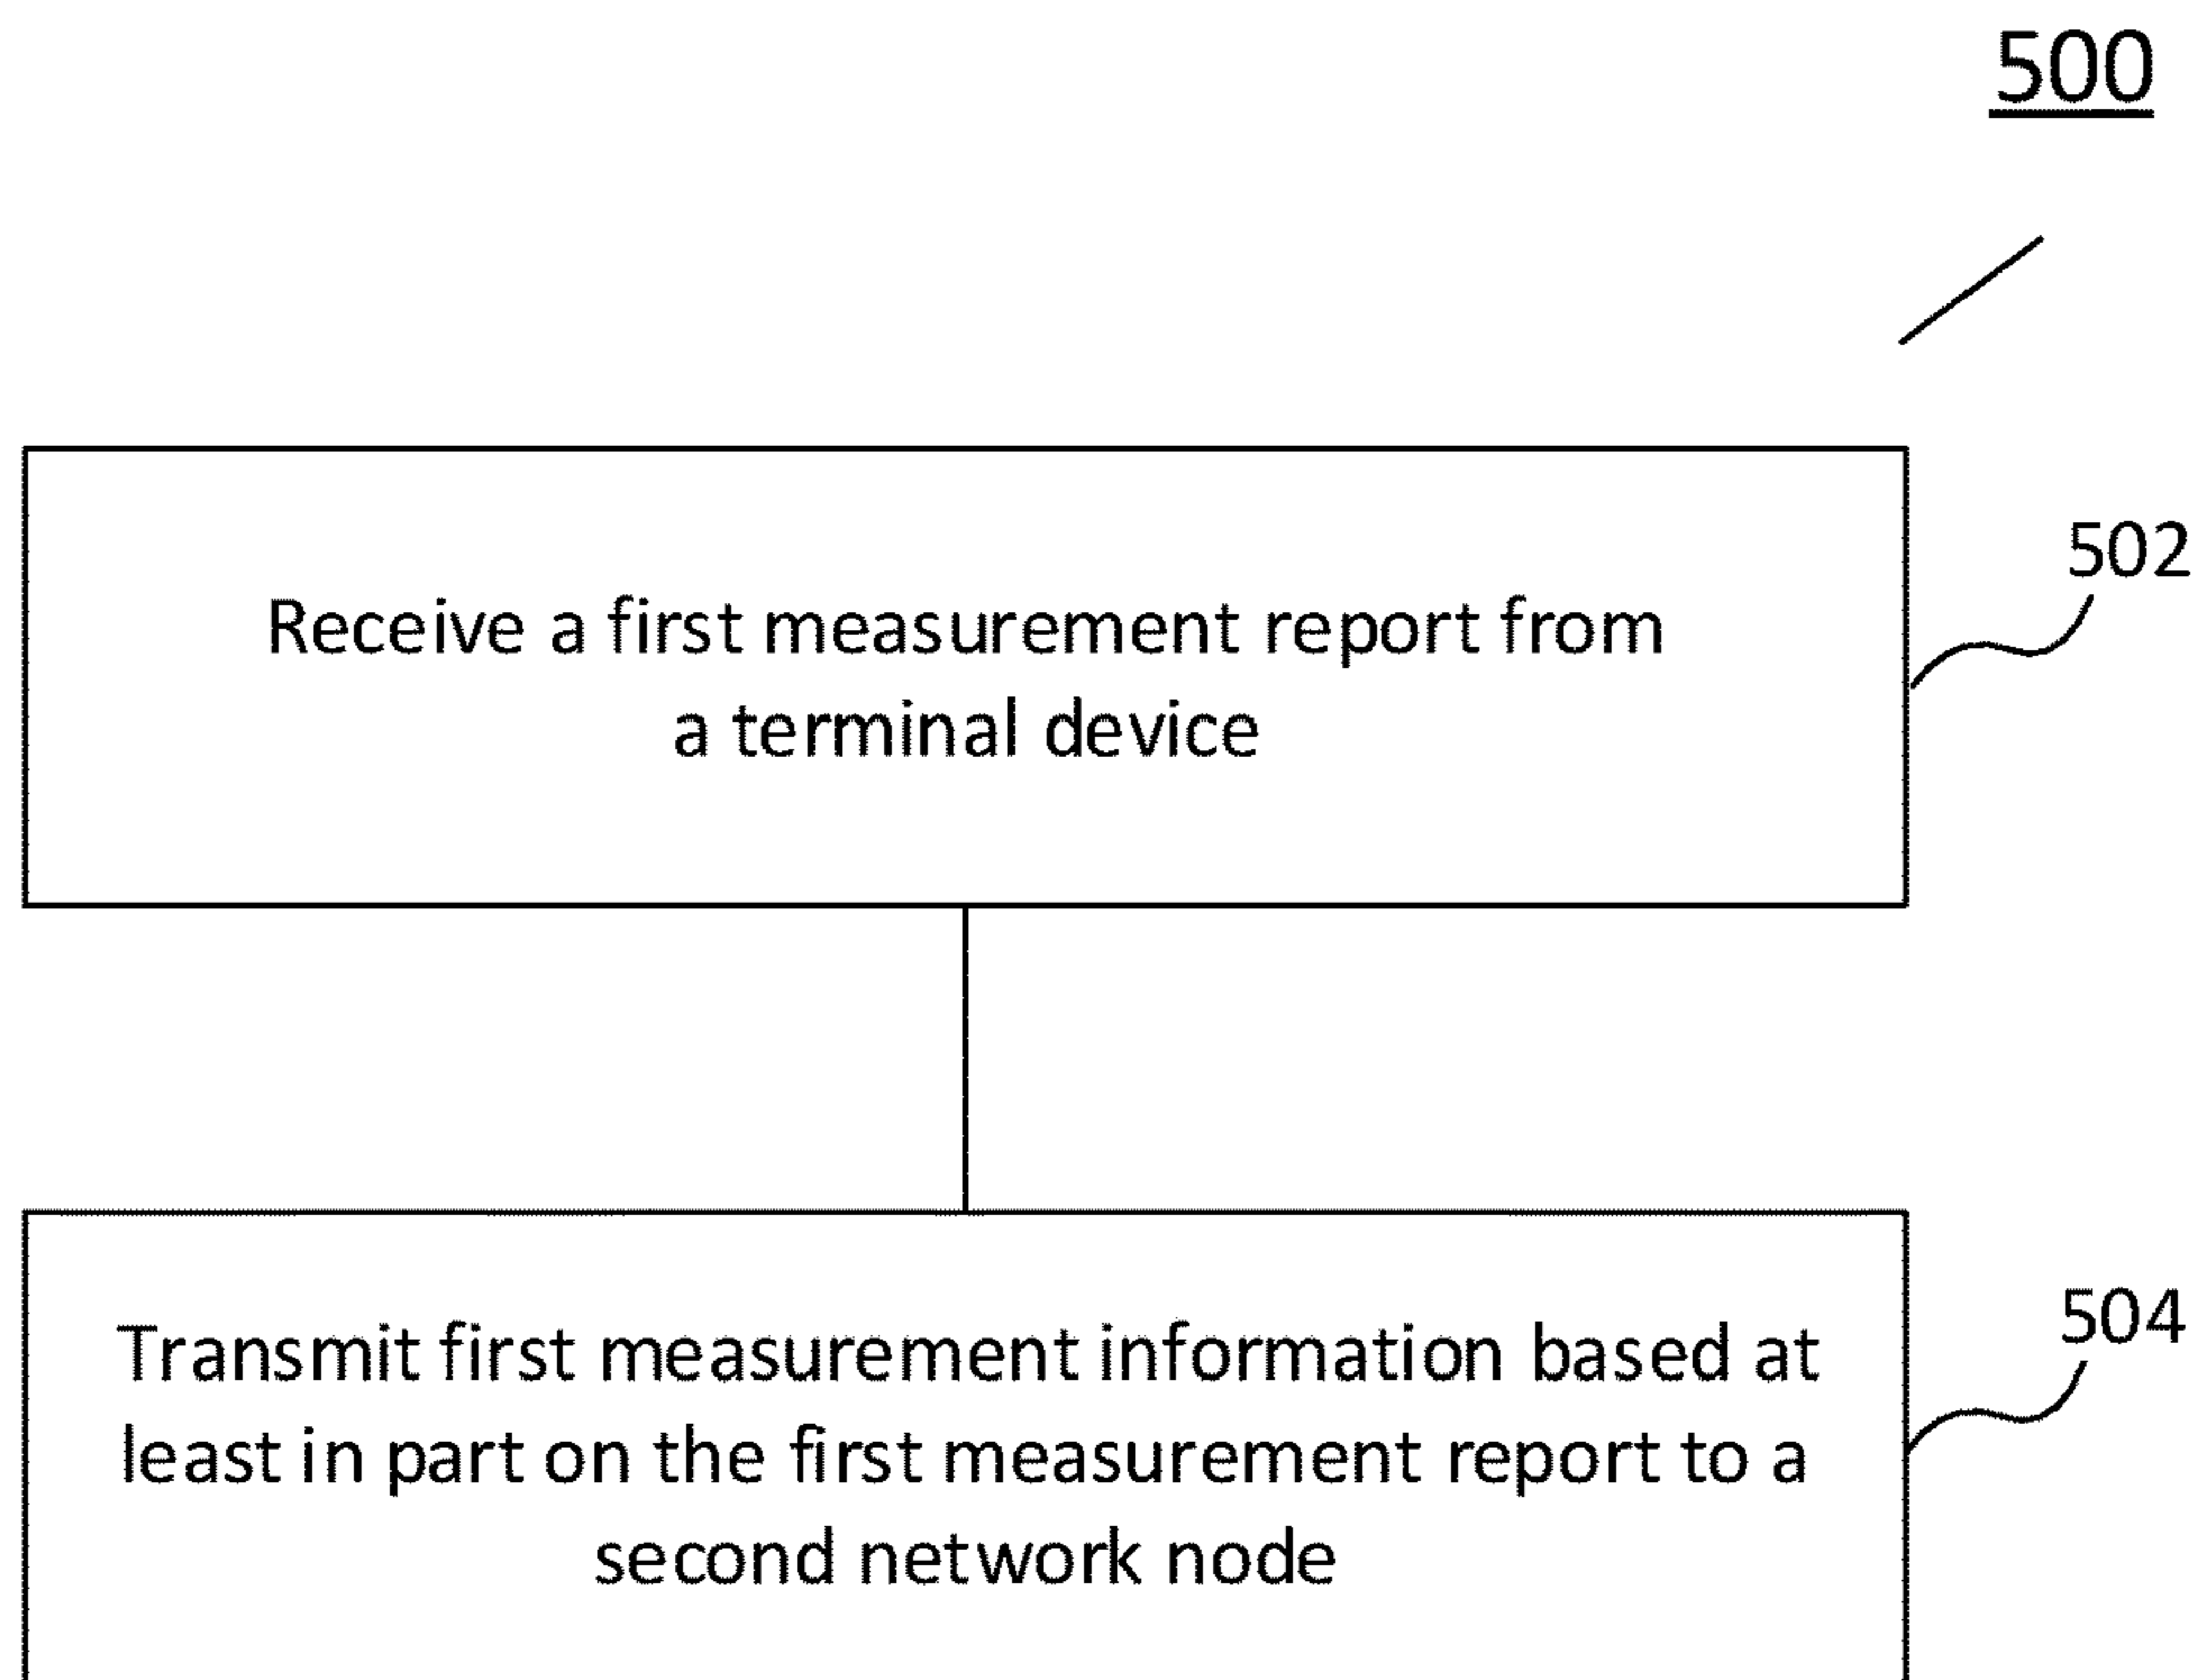 500
502
Receive a first measurement report from
a terminal device
504
Transmit first measurement information based at
least in part on the first measurement report to a
second network node